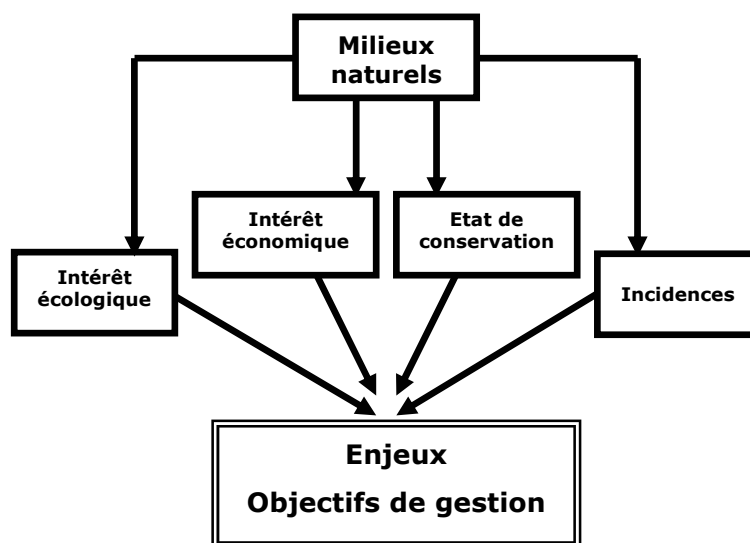 Milieux
naturels
Intérêt
économique
Etat de
conservation
Intérêt
écologique
Incidences
Enjeux
Objectifs de gestion